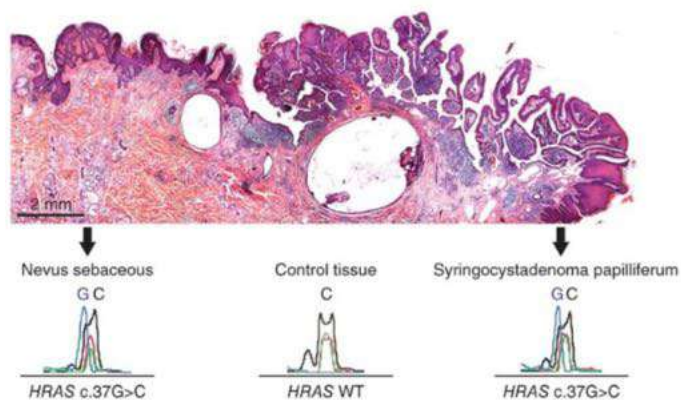 2 mm
Nevus sebaceous
Control tissue
Syringocystadenoma papilliferum
G C
C
G C
HRAS c.37G>C
HRAS WT
HRAS c.37G>C